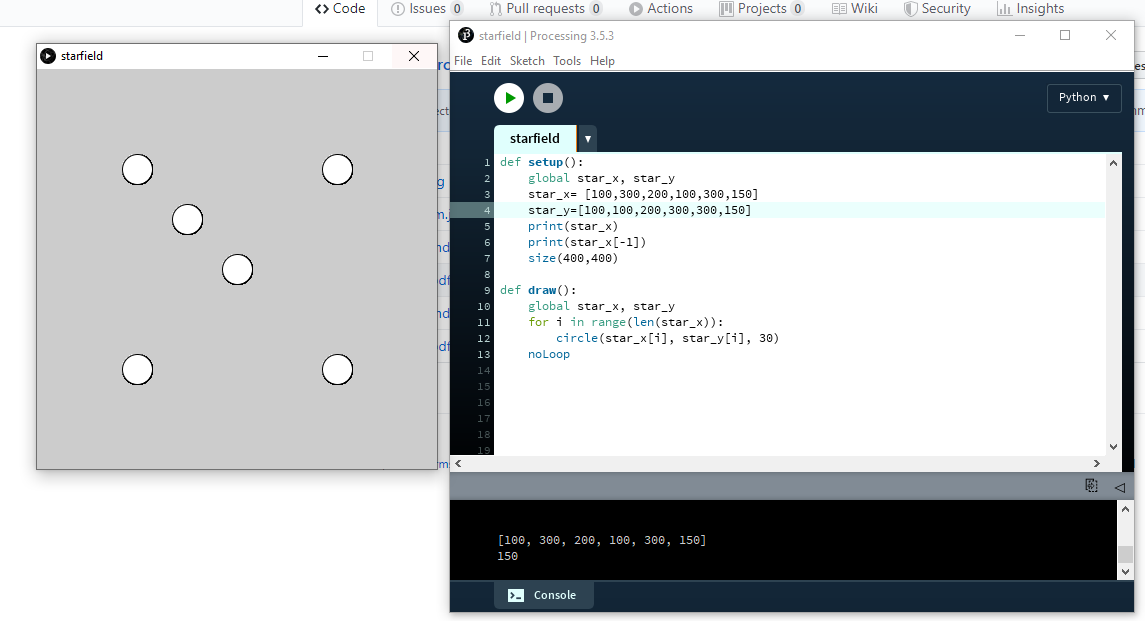 Code Issues 0 Pull requests 0 Actions Projects 0 Wiki Security Insights
starfield
starfield | Processing 3.5.3
File Edit Sketch Tools Help
Python ▼
starfield ▼
1 def setup():
2 global star_x, star_y
3 star_x= [100,300,200,100,300,150]
4 star_y=[100,100,200,300,300,150]
5 print(star_x)
6 print(star_x[-1])
7 size(400,400)
8
9 def draw():
10 global star_x, star_y
11 for i in range(len(star_x)):
12 circle(star_x[i], star_y[i], 30)
13 noLoop
14
15
16
17
18
19
[100, 300, 200, 100, 300, 150]
150
Console